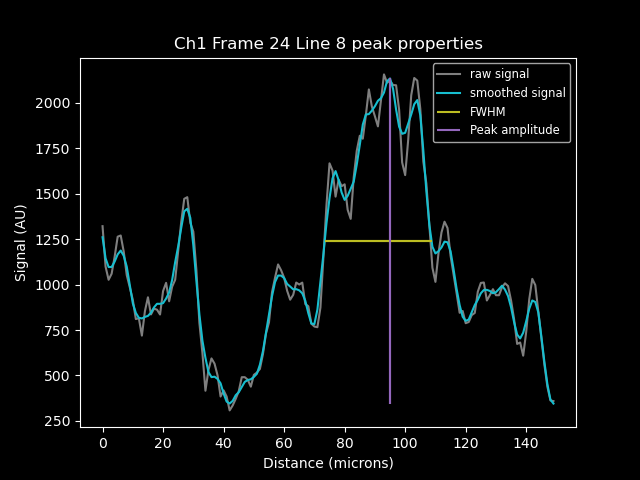 Ch1 Frame 24 Line 8 peak properties
raw signal
smoothed signal
FWHM
Peak amplitude
Signal (AU)
2000
1750
1500
1250
1000
750
500
250
0 20 40 60 80 100 120 140
Distance (microns)